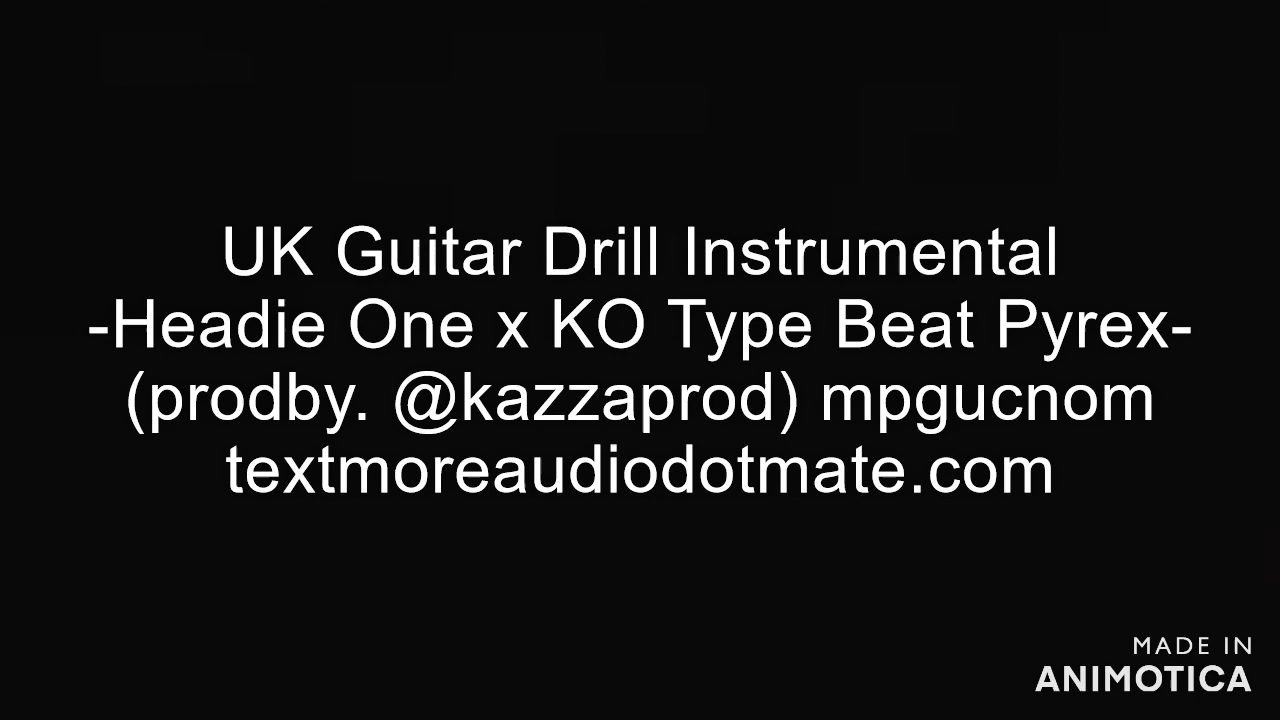 UK Guitar Drill Instrumental
-Headie One x KO Type Beat Pyrex-
(prodby. @kazzaprod) mpgucnom
textmoreaudiodotmate.com
MADE IN
ANIMOTICA